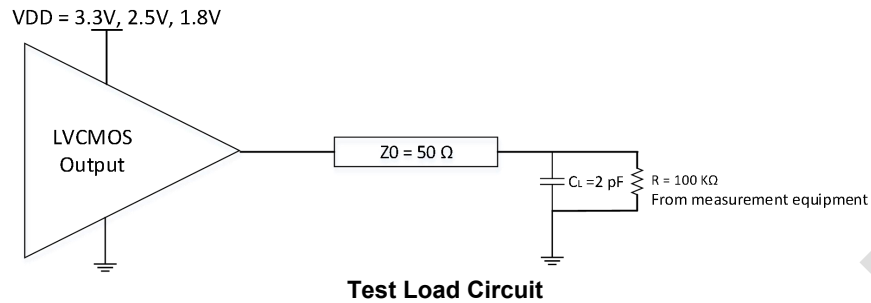 VDD = 3.3V, 2.5V, 1.8V
LVCMOS
Output
Z0 = 50 Ω
CL =2 pF
R = 100 KΩ
From measurement equipment
Test Load Circuit